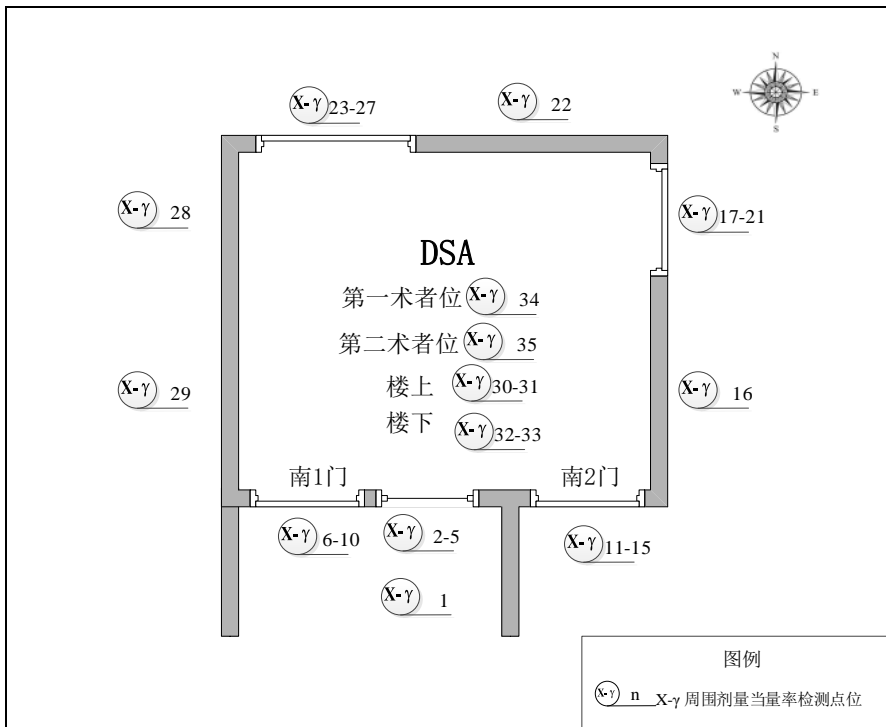 N
W
E
S
X-γ 23-27
X-γ 22
X-γ 28
X-γ 17-21
DSA
第一术者位 X-γ 34
第二术者位 X-γ 35
楼上 X-γ 30-31
楼下 X-γ 32-33
X-γ 29
X-γ 16
南1门
南2门
X-γ 6-10
X-γ 2-5
X-γ 11-15
X-γ 1
图例
X-γ n X-γ 周围剂量当量率检测点位